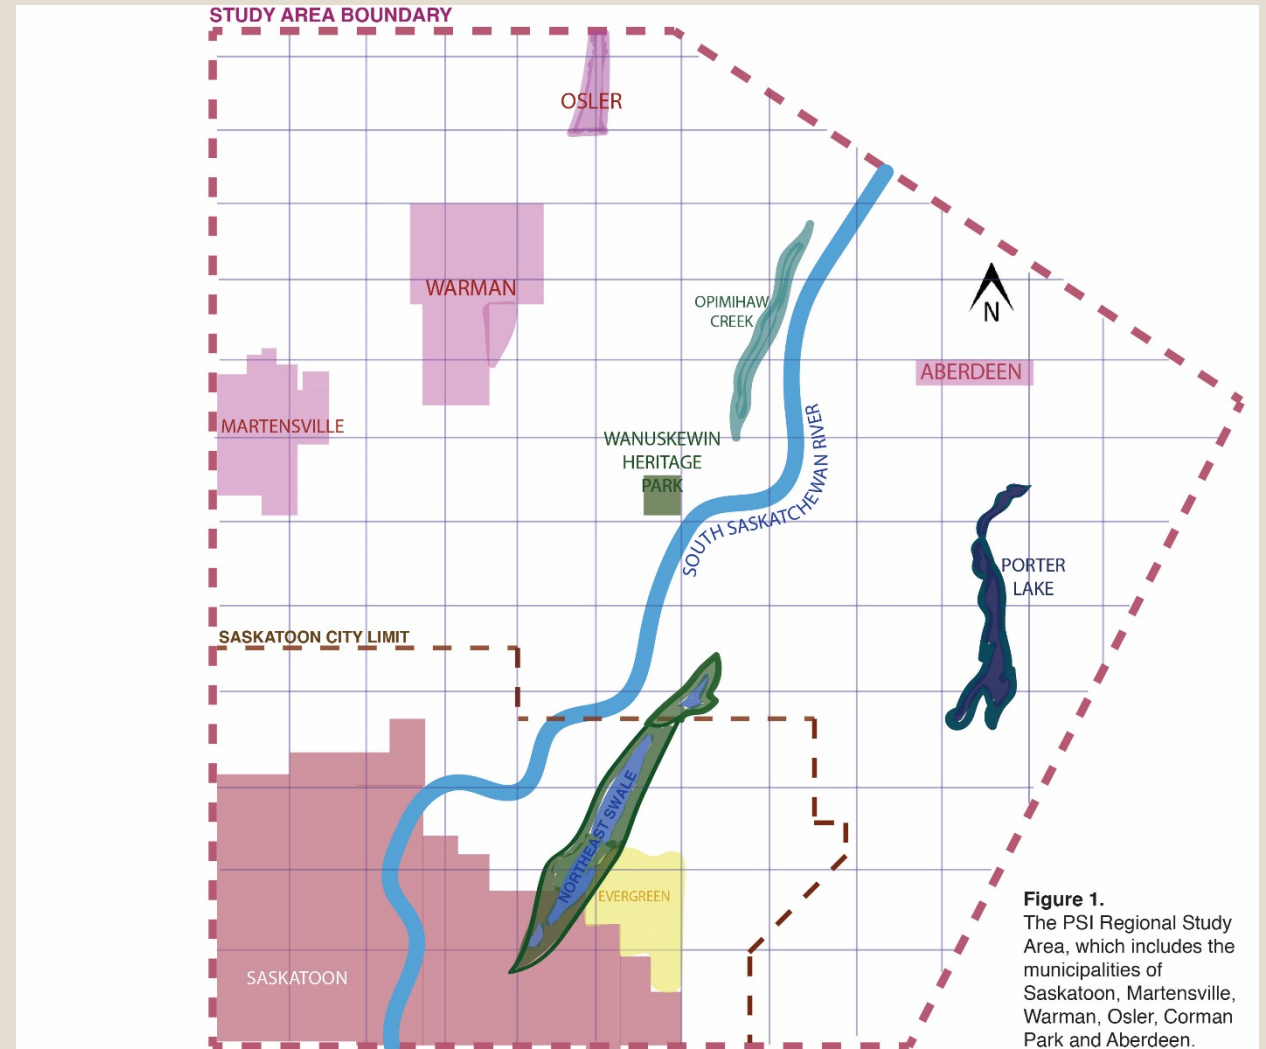 STUDY AREA BOUNDARY
OSLER
WARMAN
OPIMIHAW
CREEK
N
ABERDEEN
MARTENSVILLE
WANUSKEWIN
HERITAGE
PARK
SOUTH SASKATCHEWAN RIVER
PORTER
LAKE
SASKATOON CITY LIMIT
NORTHEAST SWALE
EVERGREEN
SASKATOON
Figure 1.
The PSI Regional Study
Area, which includes the
municipalities of
Saskatoon, Martensville,
Warman, Osler, Corman
Park and Aberdeen.